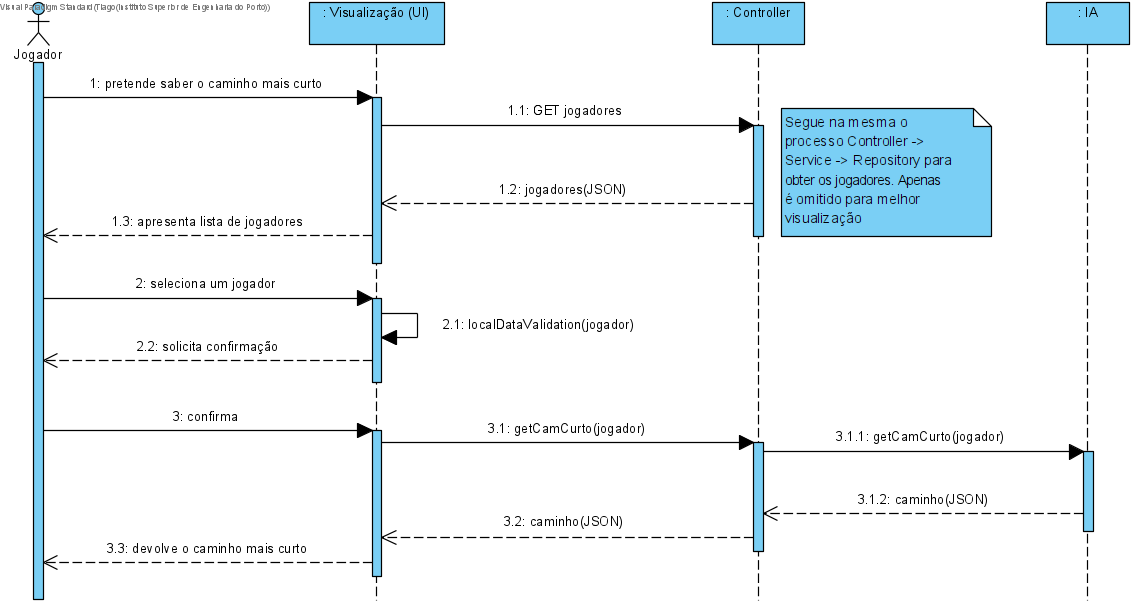 Visual Paradigm Standard(Tiago(Instituto Superior de Engenharia do Porto))
: Visualização (UI)
: Controller
: IA
Jogador
1: pretende saber o caminho mais curto
1.1: GET jogadores
Segue na mesma o
processo Controller ->
Service -> Repository para
obter os jogadores. Apenas
é omitido para melhor
visualização
1.2: jogadores(JSON)
1.3: apresenta lista de jogadores
2: seleciona um jogador
2.1: localDataValidation(jogador)
2.2: solicita confirmação
3: confirma
3.1: getCamCurto(jogador)
3.1.1: getCamCurto(jogador)
3.1.2: caminho(JSON)
3.2: caminho(JSON)
3.3: devolve o caminho mais curto